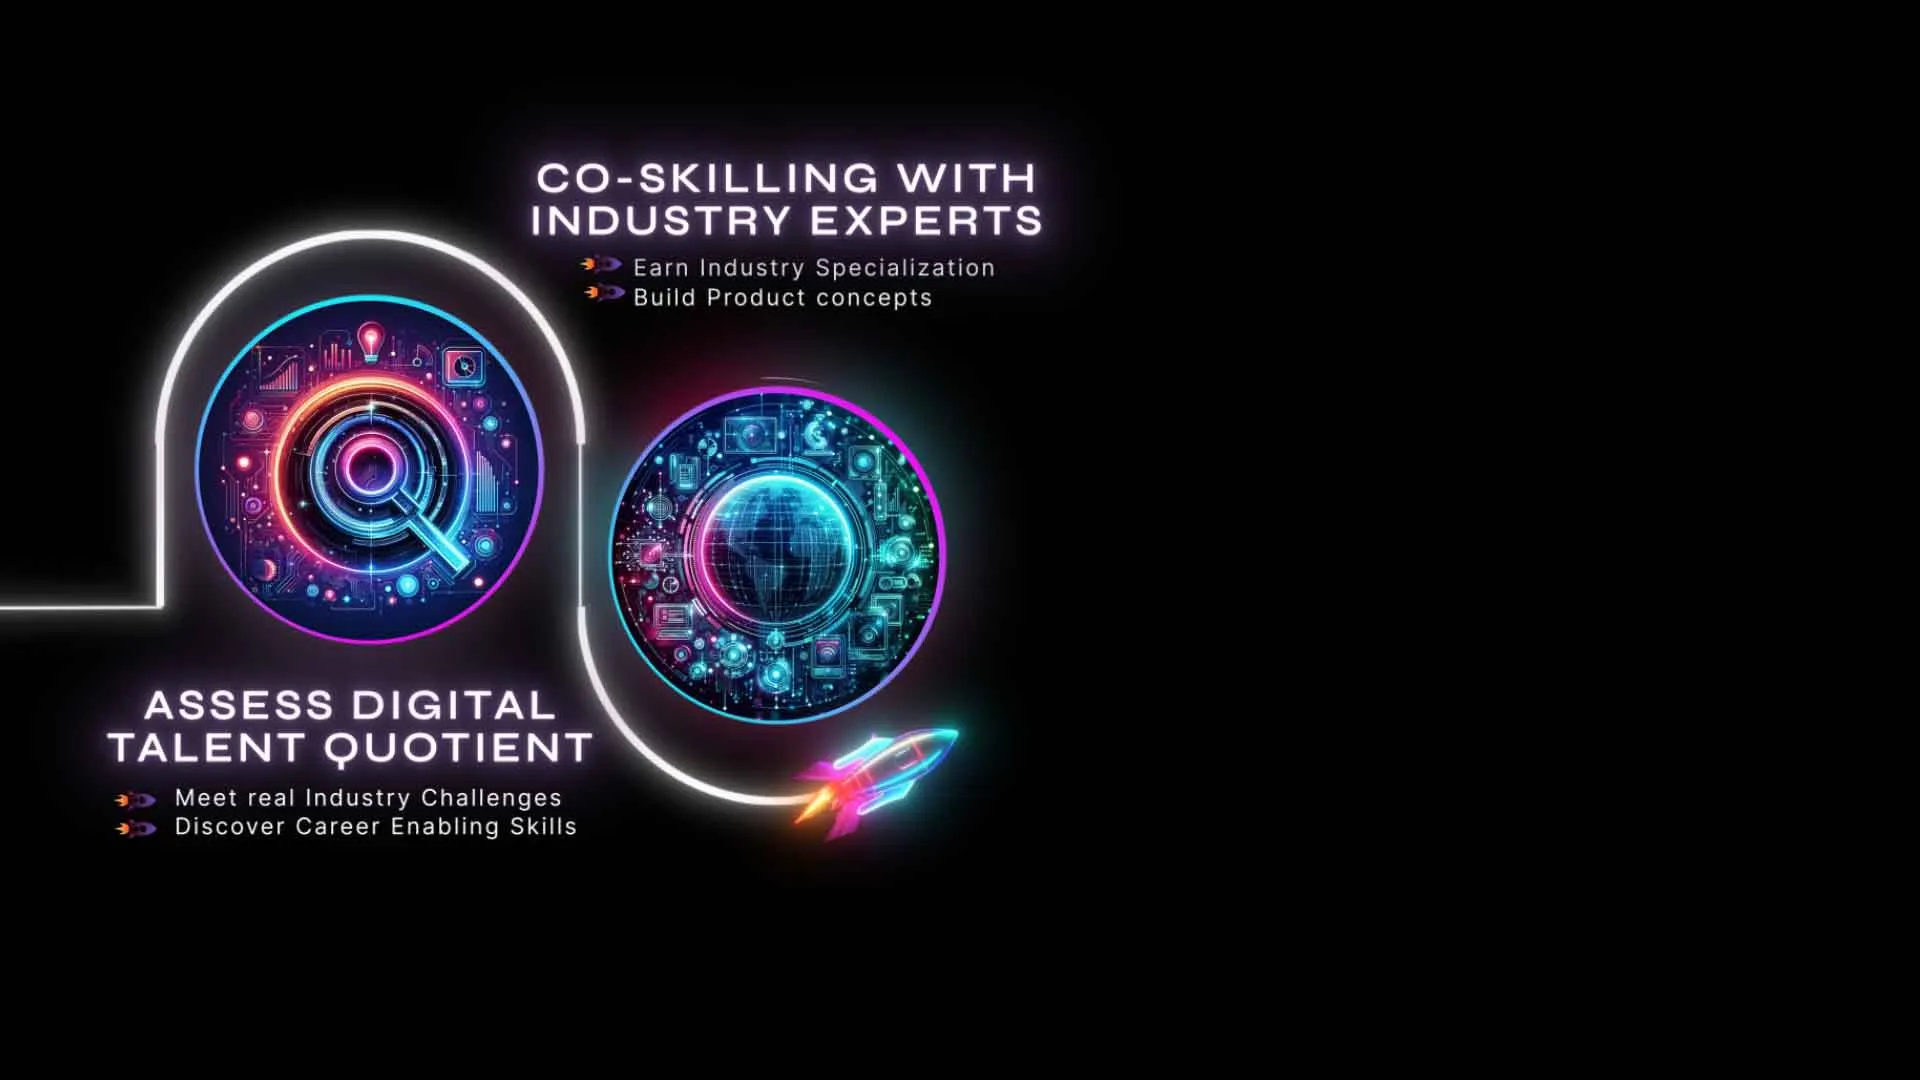 CO-SKILLING WITH
INDUSTRY EXPERTS
Earn Industry Specialization
Build Product concepts
ASSESS DIGITAL
TALENT QUOTIENT
Meet real Industry Challenges
Discover Career Enabling Skills